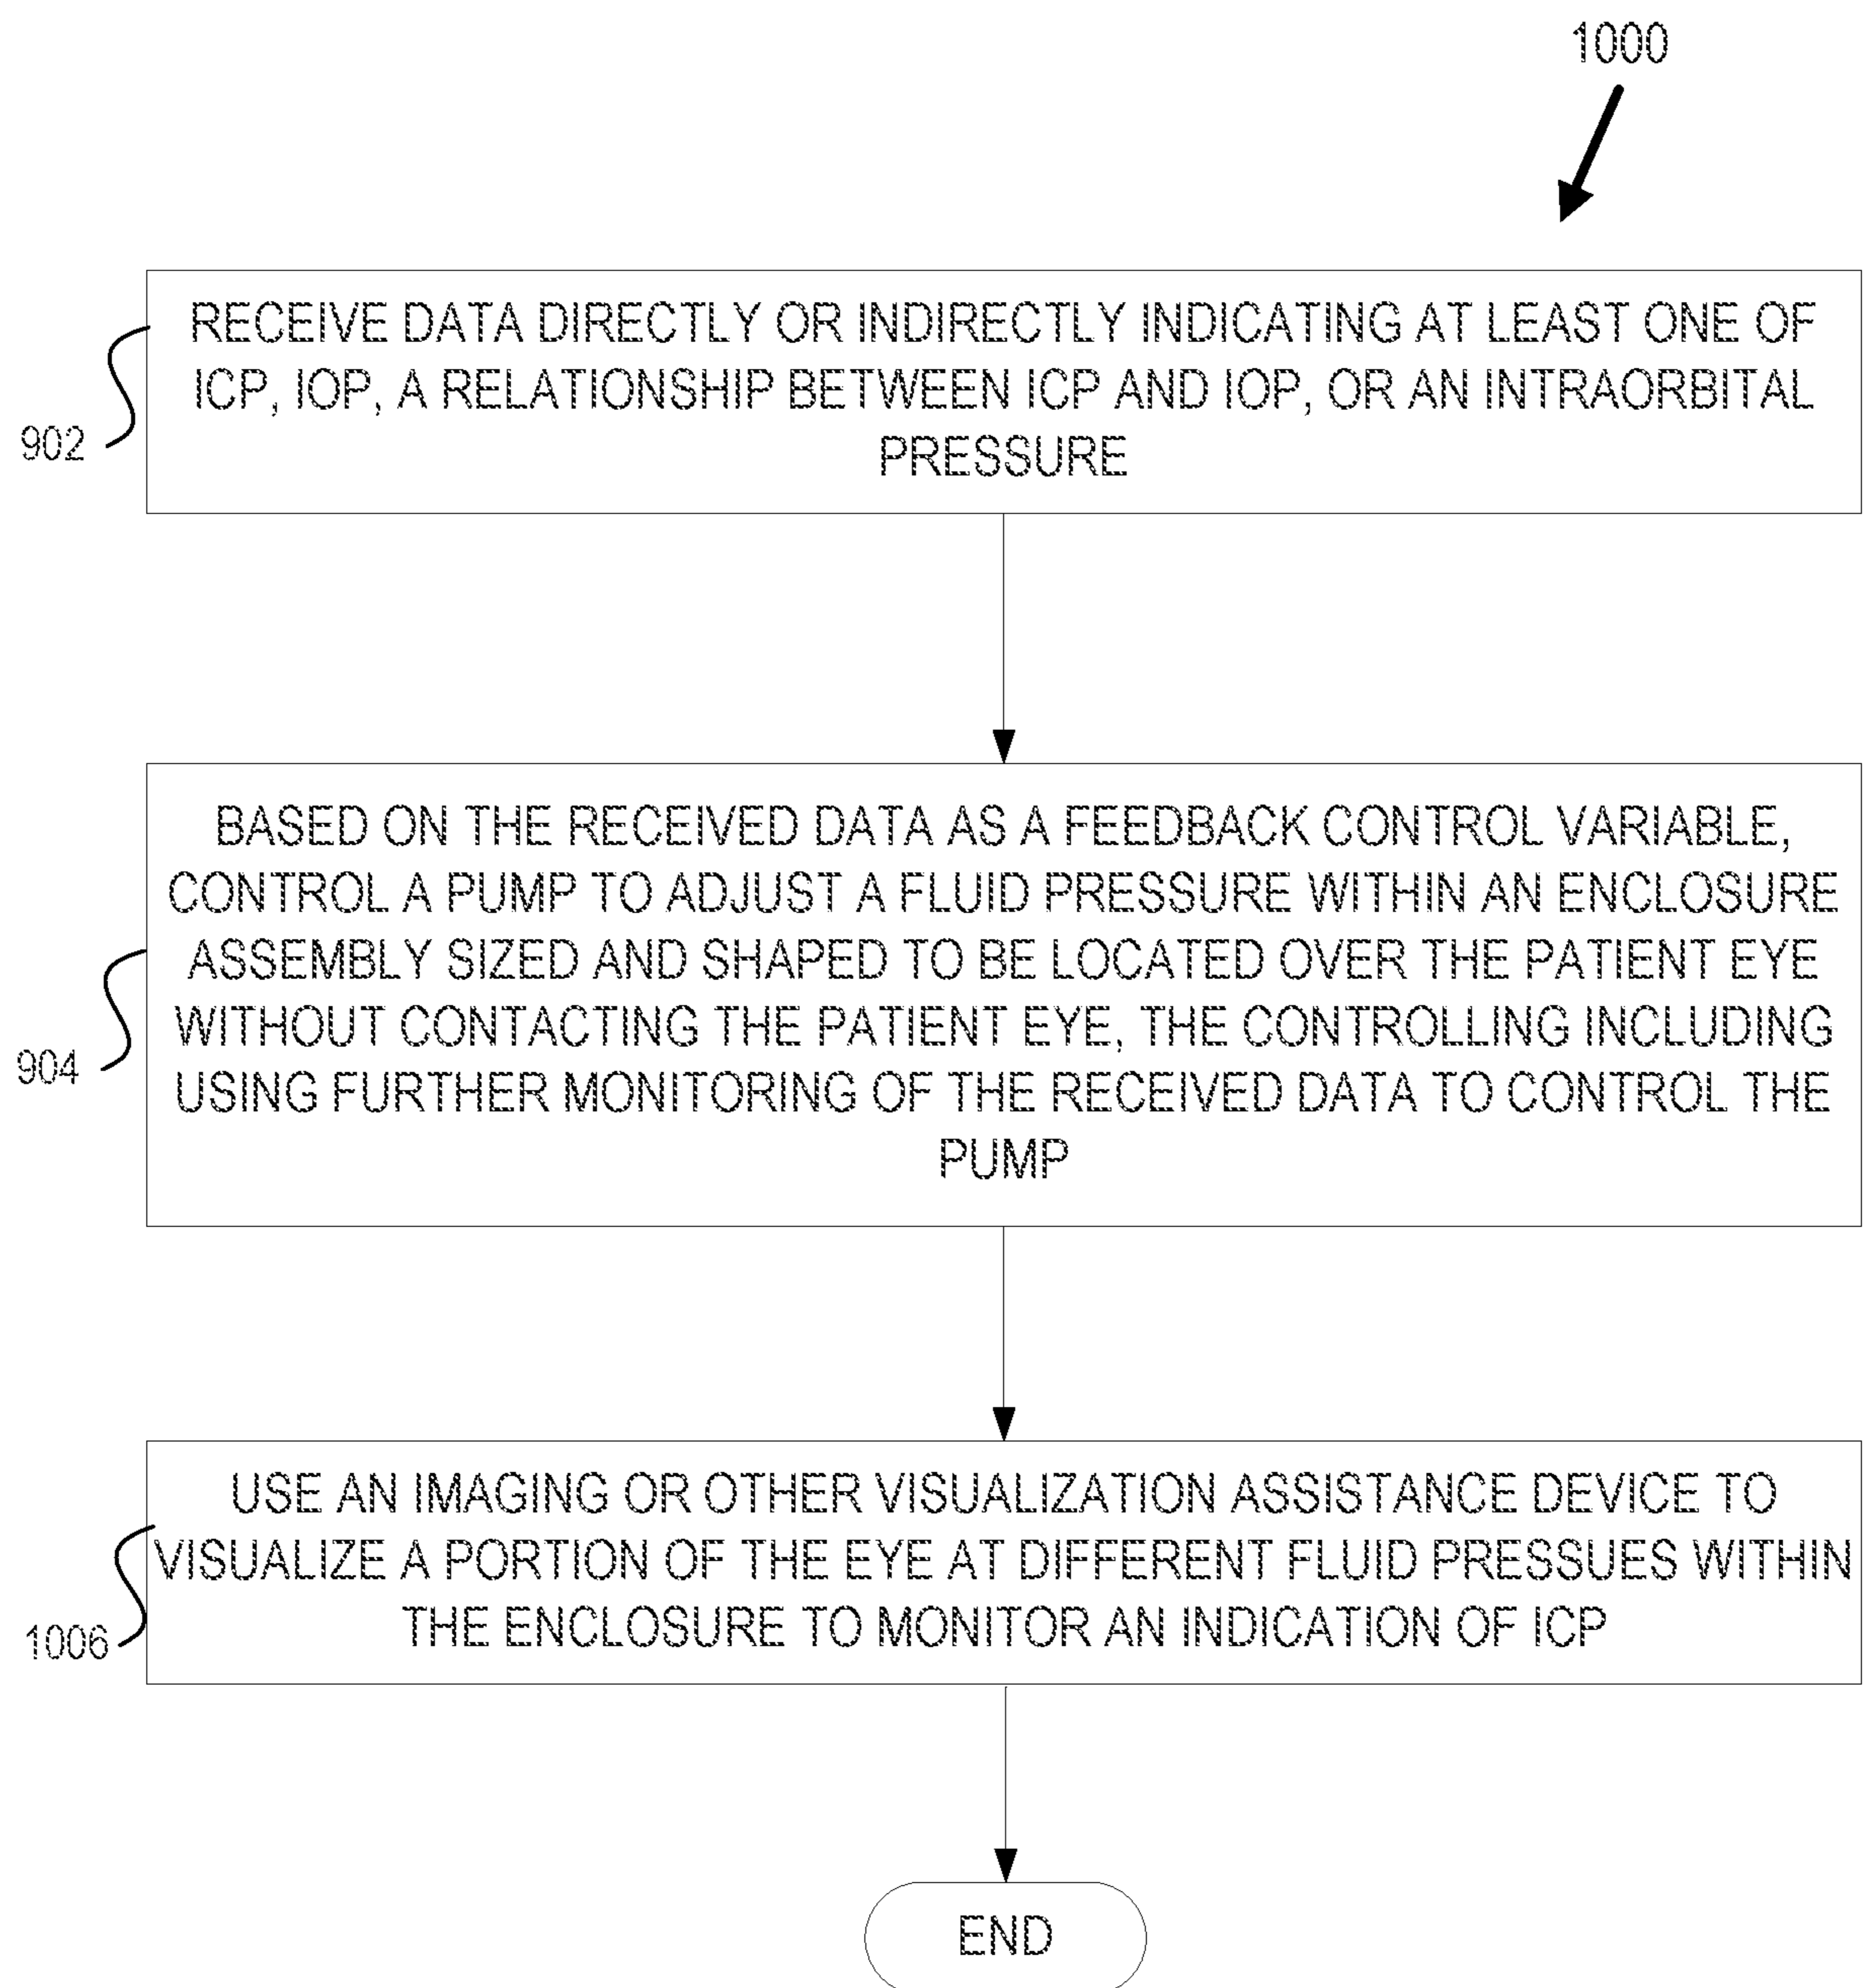 1000
RECEIVE DATA DIRECTLY OR INDIRECTLY INDICATING AT LEAST ONE OF
ICP, IOP, A RELATIONSHIP BETWEEN ICP AND IOP, OR AN INTRAORBITAL
PRESSURE
902
BASED ON THE RECEIVED DATA AS A FEEDBACK CONTROL VARIABLE,
CONTROL A PUMP TO ADJUST A FLUID PRESSURE WITHIN AN ENCLOSURE
ASSEMBLY SIZED AND SHAPED TO BE LOCATED OVER THE PATIENT EYE
WITHOUT CONTACTING THE PATIENT EYE, THE CONTROLLING INCLUDING
USING FURTHER MONITORING OF THE RECEIVED DATA TO CONTROL THE
PUMP
904
USE AN IMAGING OR OTHER VISUALIZATION ASSISTANCE DEVICE TO
VISUALIZE A PORTION OF THE EYE AT DIFFERENT FLUID PRESSUES WITHIN
THE ENCLOSURE TO MONITOR AN INDICATION OF ICP
1006
END